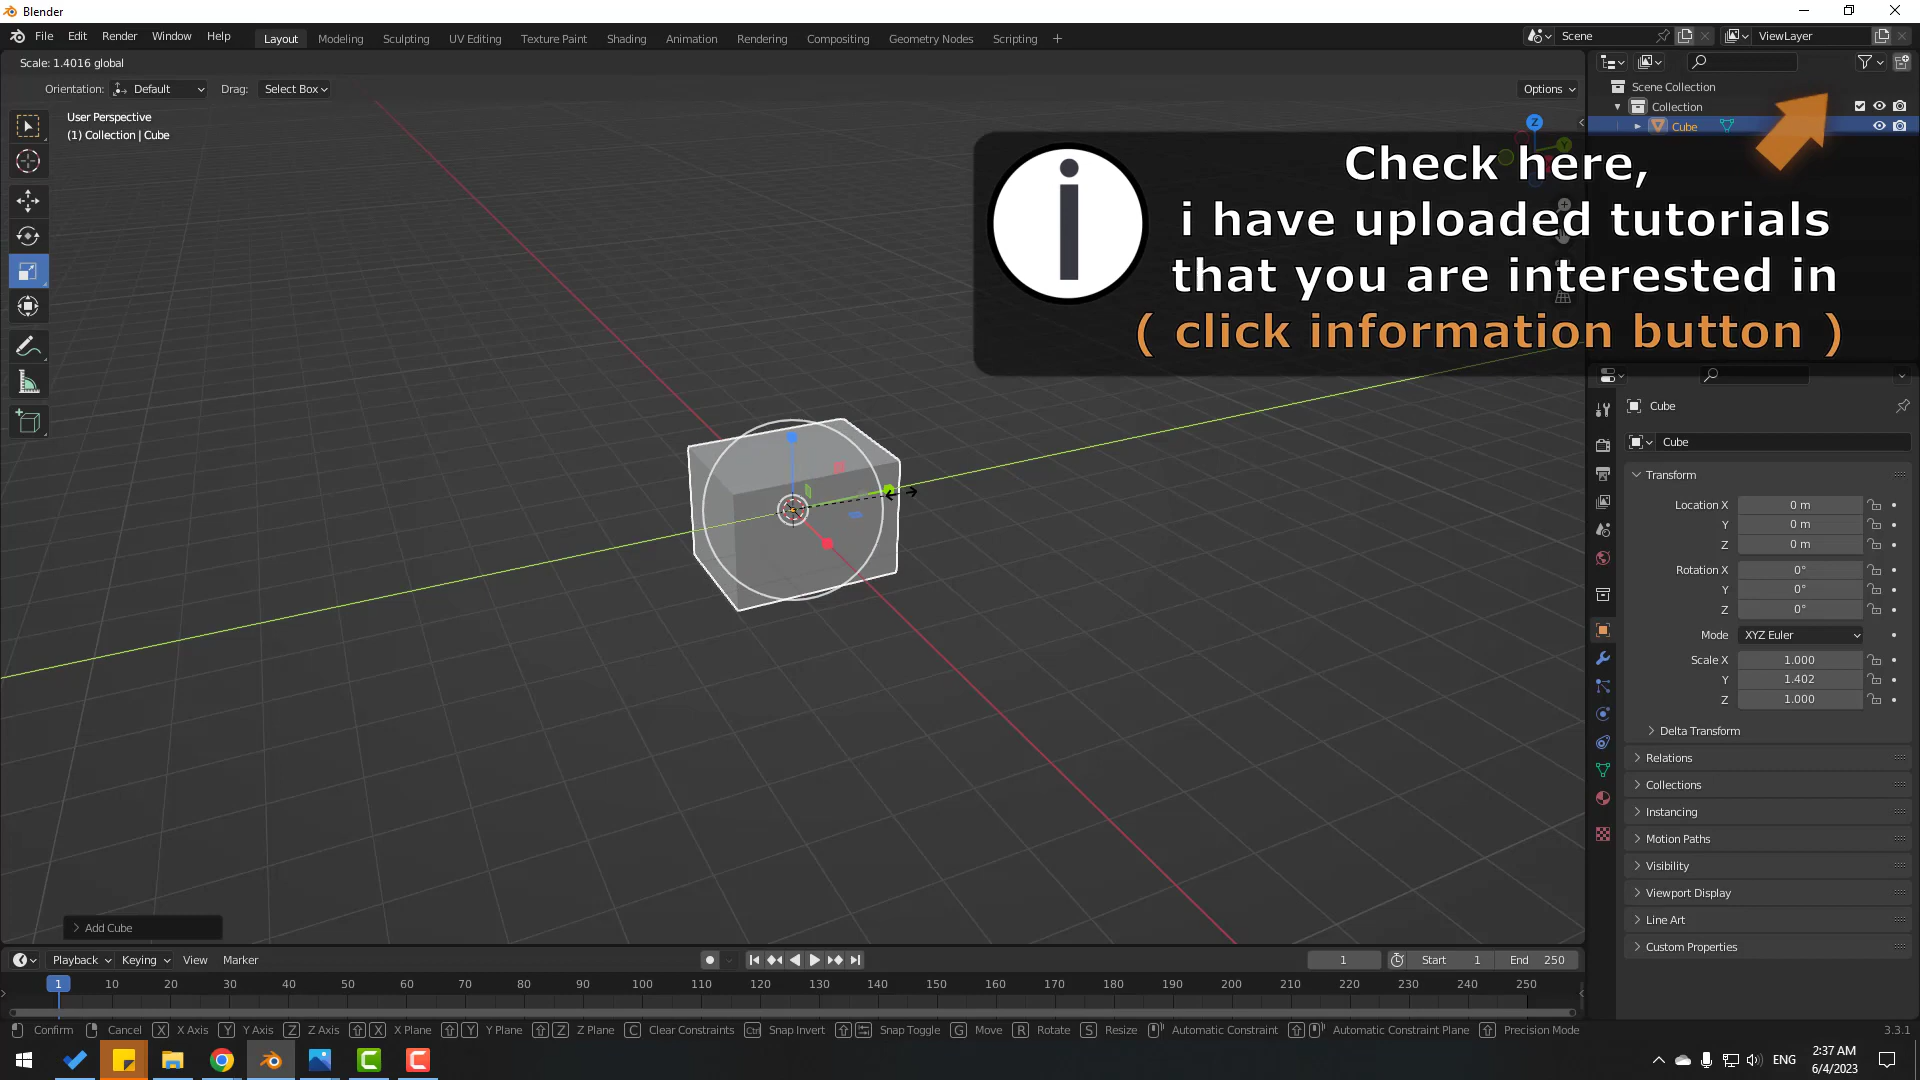 Blender
File Edit Render Window Help
Layout Modeling Sculpting UV Editing Texture Paint Shading Animation Rendering Compositing Geometry Nodes Scripting
Scene
ViewLayer
Scale: 1.4016 global
Orientation: Default Drag: Select Box
Options
User Perspective
(1) Collection | Cube
Z
Y
Check here,
i have uploaded tutorials
that you are interested in
( click information button )
Scene Collection
Collection
Cube
Cube
Cube
Transform
Location X 0 m
Y 0 m
Z 0 m
Rotation X 0°
Y 0°
Z 0°
Mode XYZ Euler
Scale X 1.000
Y 1.402
Z 1.000
Delta Transform
Relations
Collections
Instancing
Motion Paths
Visibility
Viewport Display
Line Art
Custom Properties
Add Cube
Playback Keying View Marker
1 Start 1 End 250
1 10 20 30 40 50 60 70 80 90 100 110 120 130 140 150 160 170 180 190 200 210 220 230 240 250
Confirm Cancel X X Axis Y Y Axis Z Z Axis X X Plane Y Y Plane Z Z Plane C Clear Constraints Ctrl Snap Invert Snap Toggle G Move R Rotate S Resize Automatic Constraint Automatic Constraint Plane Precision Mode
3.3.1
ENG
2:37 AM
6/4/2023